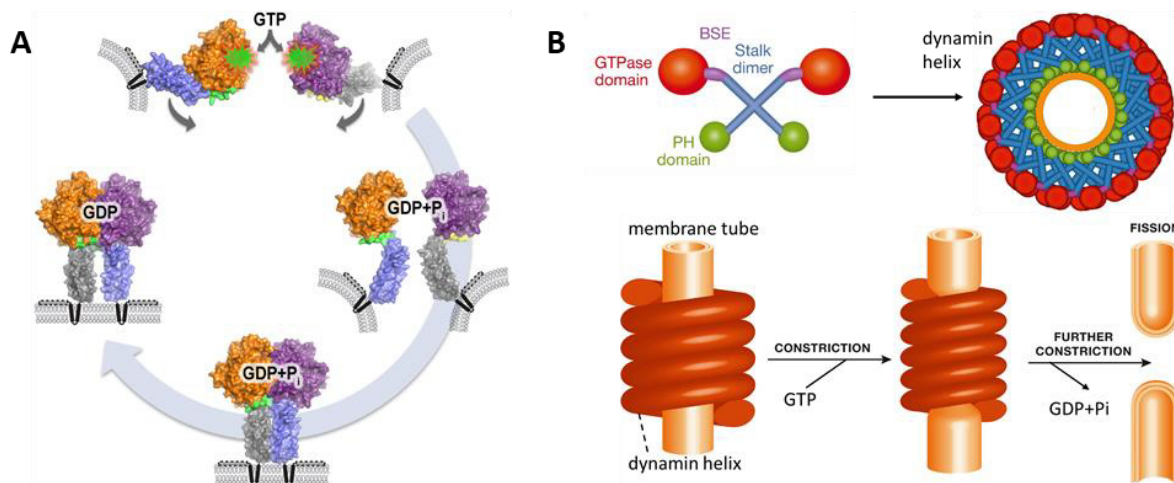 A
GTP
GDP
GDP+Pi
GDP+Pi
B
BSE
GTPase
domain
Stalk
dimer
PH
domain
dynamin
helix
membrane tube
CONSTRICTION
GTP
dynamin helix
FURTHER
CONSTRICTION
GDP+Pi
FISSION